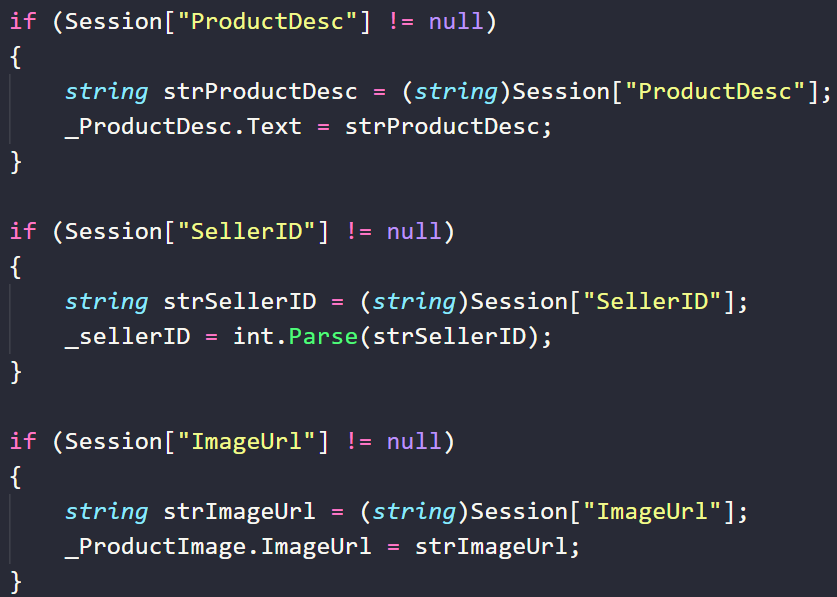 if (Session["ProductDesc"] != null)
{
    string strProductDesc = (string)Session["ProductDesc"];
    _ProductDesc.Text = strProductDesc;
}

if (Session["SellerID"] != null)
{
    string strSellerID = (string)Session["SellerID"];
    _sellerID = int.Parse(strSellerID);
}

if (Session["ImageUrl"] != null)
{
    string strImageUrl = (string)Session["ImageUrl"];
    _ProductImage.ImageUrl = strImageUrl;
}